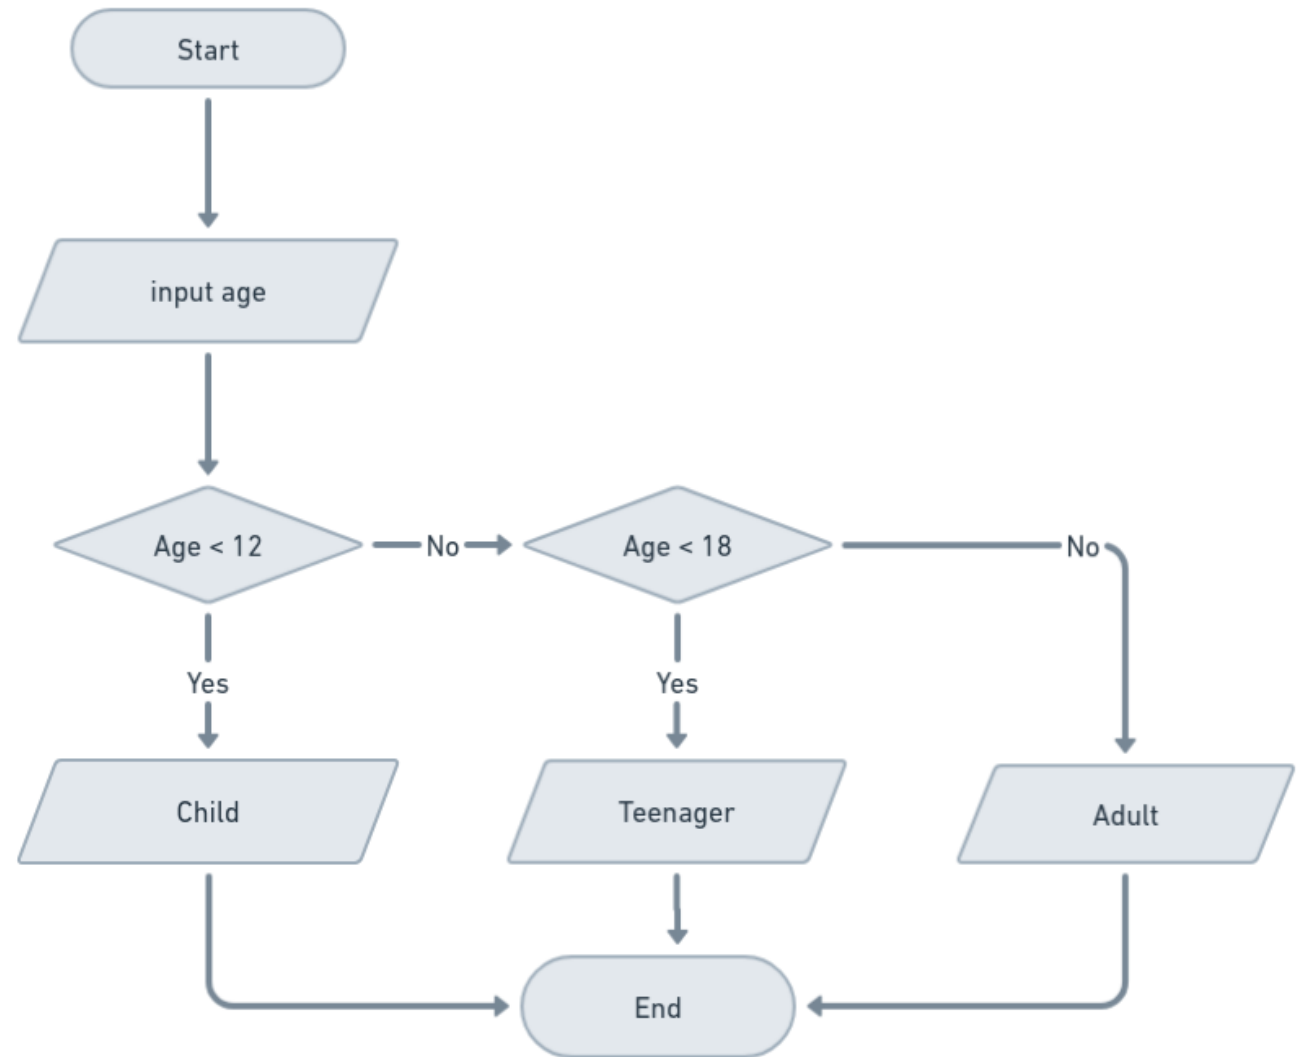 Start
input age
Age < 12
No
Age < 18
No
Yes
Yes
Child
Teenager
Adult
End